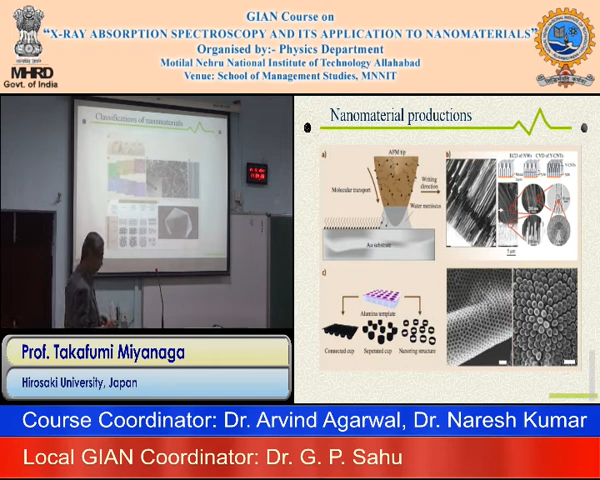 GIAN Course on
“X-RAY ABSORPTION SPECTROSCOPY AND ITS APPLICATION TO NANOMATERIALS”
Organised by:- Physics Department
Motilal Nehru National Institute of Technology Allahabad
Venue: School of Management Studies, MNNIT
MHRD
Govt. of India
Classifications of nanomaterials
Nanomaterial productions
a)
AFM tip
Molecular transport
Writing
direction
Water meniscus
Au substrate
b)
5 μm
c)
Alumina template
Connected cup
Separated cup
Nanoring structure
Prof. Takafumi Miyanaga
Hirosaki University, Japan
Course Coordinator: Dr. Arvind Agarwal, Dr. Naresh Kumar
Local GIAN Coordinator: Dr. G. P. Sahu